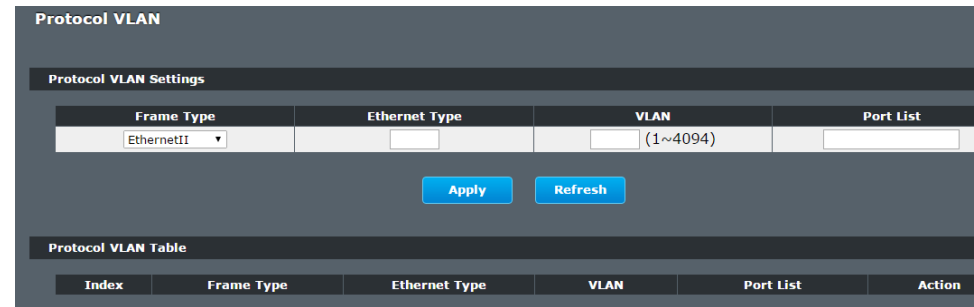 Protocol VLAN
Protocol VLAN Settings
Frame Type Ethernet Type VLAN Port List
EthernetII (1~4094)
Apply Refresh
Protocol VLAN Table
Index Frame Type Ethernet Type VLAN Port List Action